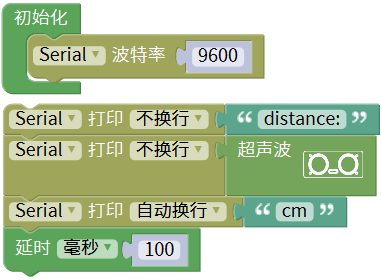 初始化
Serial 波特率 9600
Serial 打印 不换行 “ distance: ”
Serial 打印 不换行 超声波
Serial 打印 自动换行 “ cm ”
延时 毫秒 100